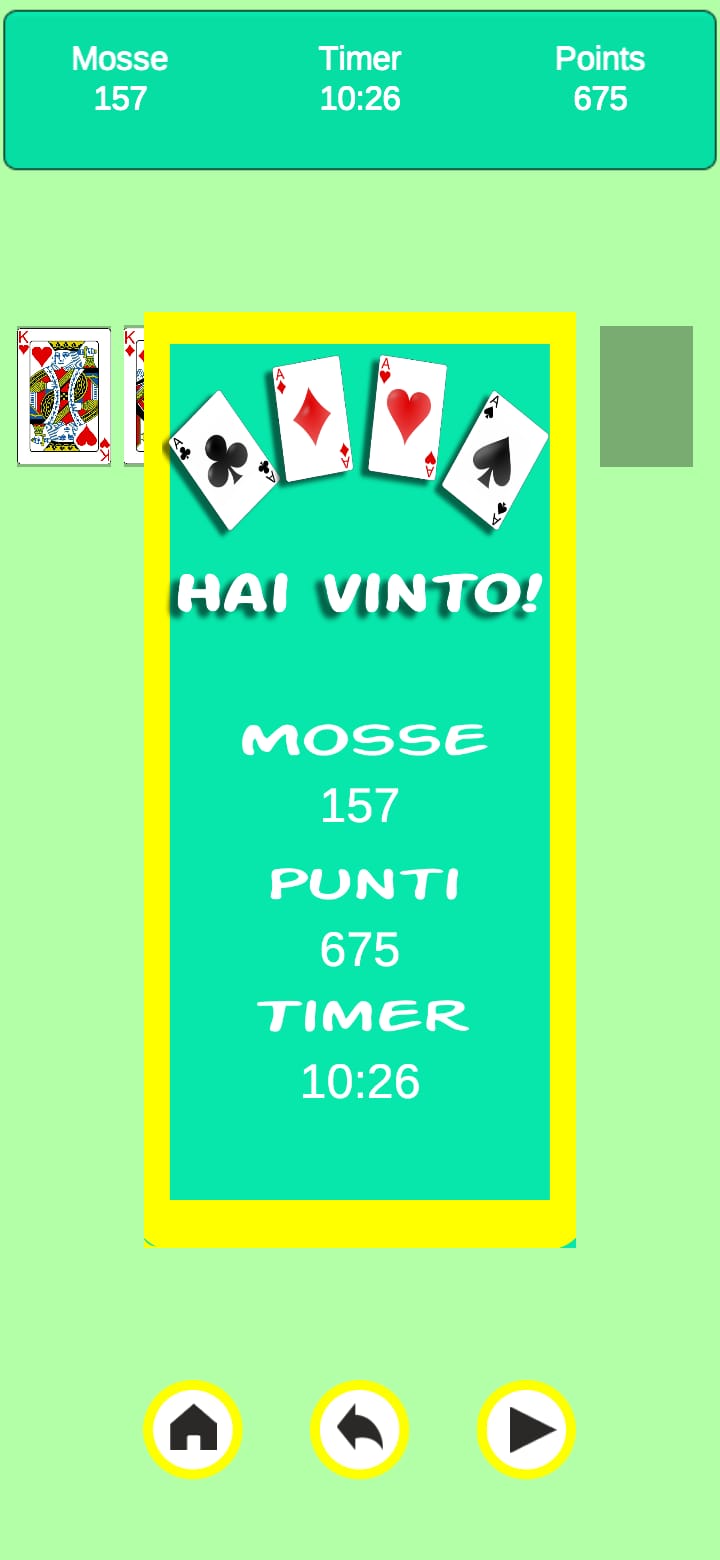 Mosse Timer Points
157 10:26 675
K K
K
A A A A
A A A A
HAI VINTO!
MOSSE
157
PUNTI
675
TIMER
10:26